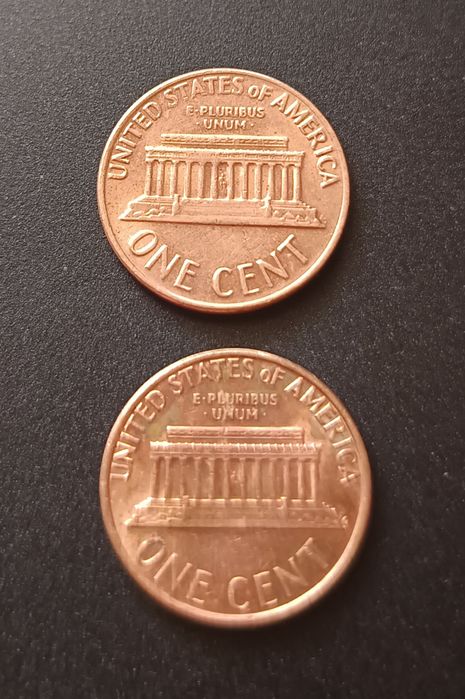 UNITED STATES OF AMERICA
E·PLURIBUS
·UNUM·
ONE CENT
UNITED STATES OF AMERICA
E·PLURIBUS
·UNUM·
ONE CENT